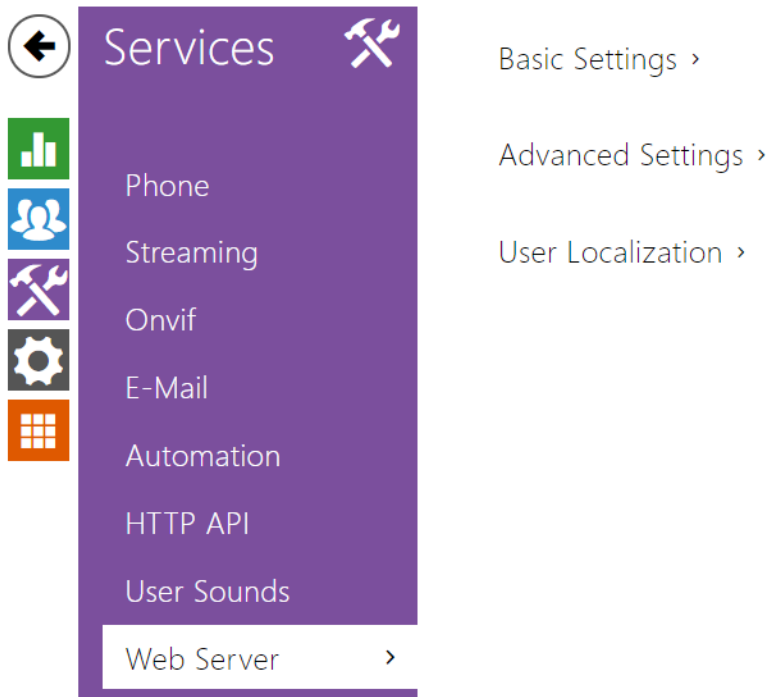 Services
Phone
Streaming
Onvif
E-Mail
Automation
HTTP API
User Sounds
Web Server
Basic Settings
Advanced Settings
User Localization